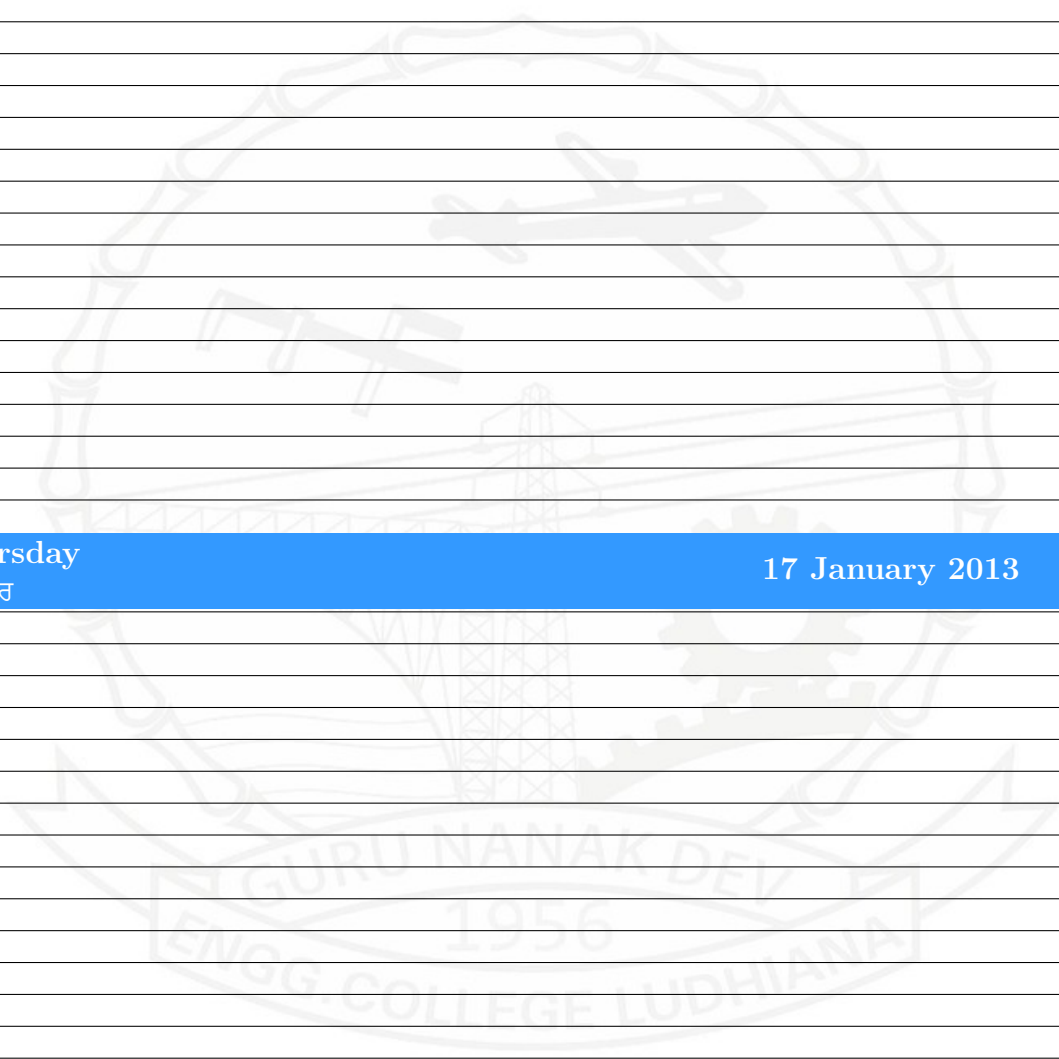 rsday
ਰ
17 January 2013
GURU NANAK DEV
1956
ENGG.COLLEGE LUDHIANA